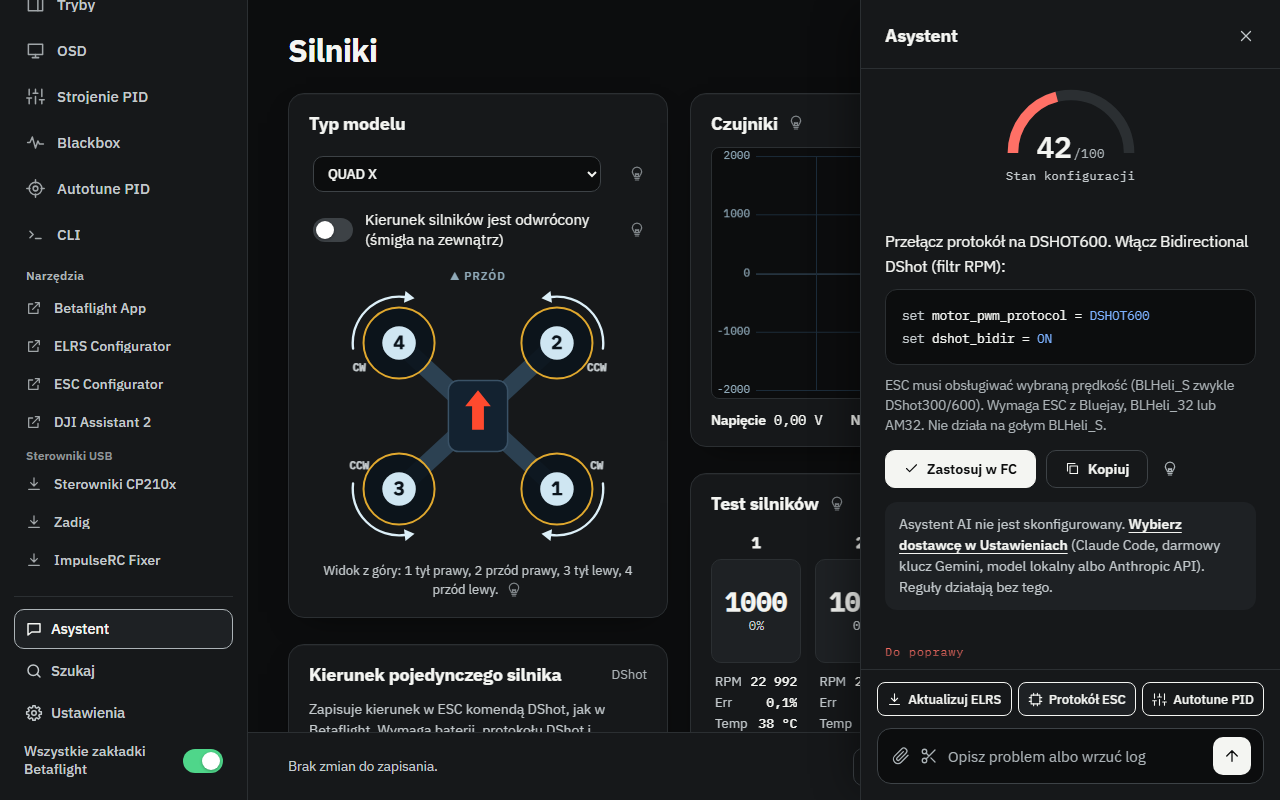 Tryby
OSD
Strojenie PID
Blackbox
Autotune PID
CLI
Narzędzia
Betaflight App
ELRS Configurator
ESC Configurator
DJI Assistant 2
Sterowniki USB
Sterowniki CP210x
Zadig
ImpulseRC Fixer
Asystent
Szukaj
Ustawienia
Wszystkie zakładki
Betaflight
Silniki
Typ modelu
QUAD X
Kierunek silników jest odwrócony
(śmigła na zewnątrz)
PRZÓD
4
2
CW
CCW
CCW
CW
3
1
Widok z góry: 1 tył prawy, 2 przód prawy, 3 tył lewy, 4
przód lewy.
Kierunek pojedynczego silnika
DShot
Zapisuje kierunek w ESC komendą DShot, jak w
Betaflight. Wymaga baterii, protokołu DShot i
Czujniki
2000
1000
0
-1000
-2000
Napięcie 0,00 V N
Test silników
1
1000
0%
10
0
RPM 22 992
Err 0,1%
Temp 38 °C
RPM 2
Err
Temp
Brak zmian do zapisania.
Asystent
42/100
Stan konfiguracji
Przełącz protokół na DSHOT600. Włącz Bidirectional
DShot (filtr RPM):
set motor_pwm_protocol = DSHOT600
set dshot_bidir = ON
ESC musi obsługiwać wybraną prędkość (BLHeli_S zwykle
DShot300/600). Wymaga ESC z Bluejay, BLHeli_32 lub
AM32. Nie działa na gołym BLHeli_S.
Zastosuj w FC
Kopiuj
Asystent AI nie jest skonfigurowany. Wybierz
dostawcę w Ustawieniach (Claude Code, darmowy
klucz Gemini, model lokalny albo Anthropic API).
Reguły działają bez tego.
Do poprawy
Aktualizuj ELRS
Protokół ESC
Autotune PID
Opisz problem albo wrzuć log